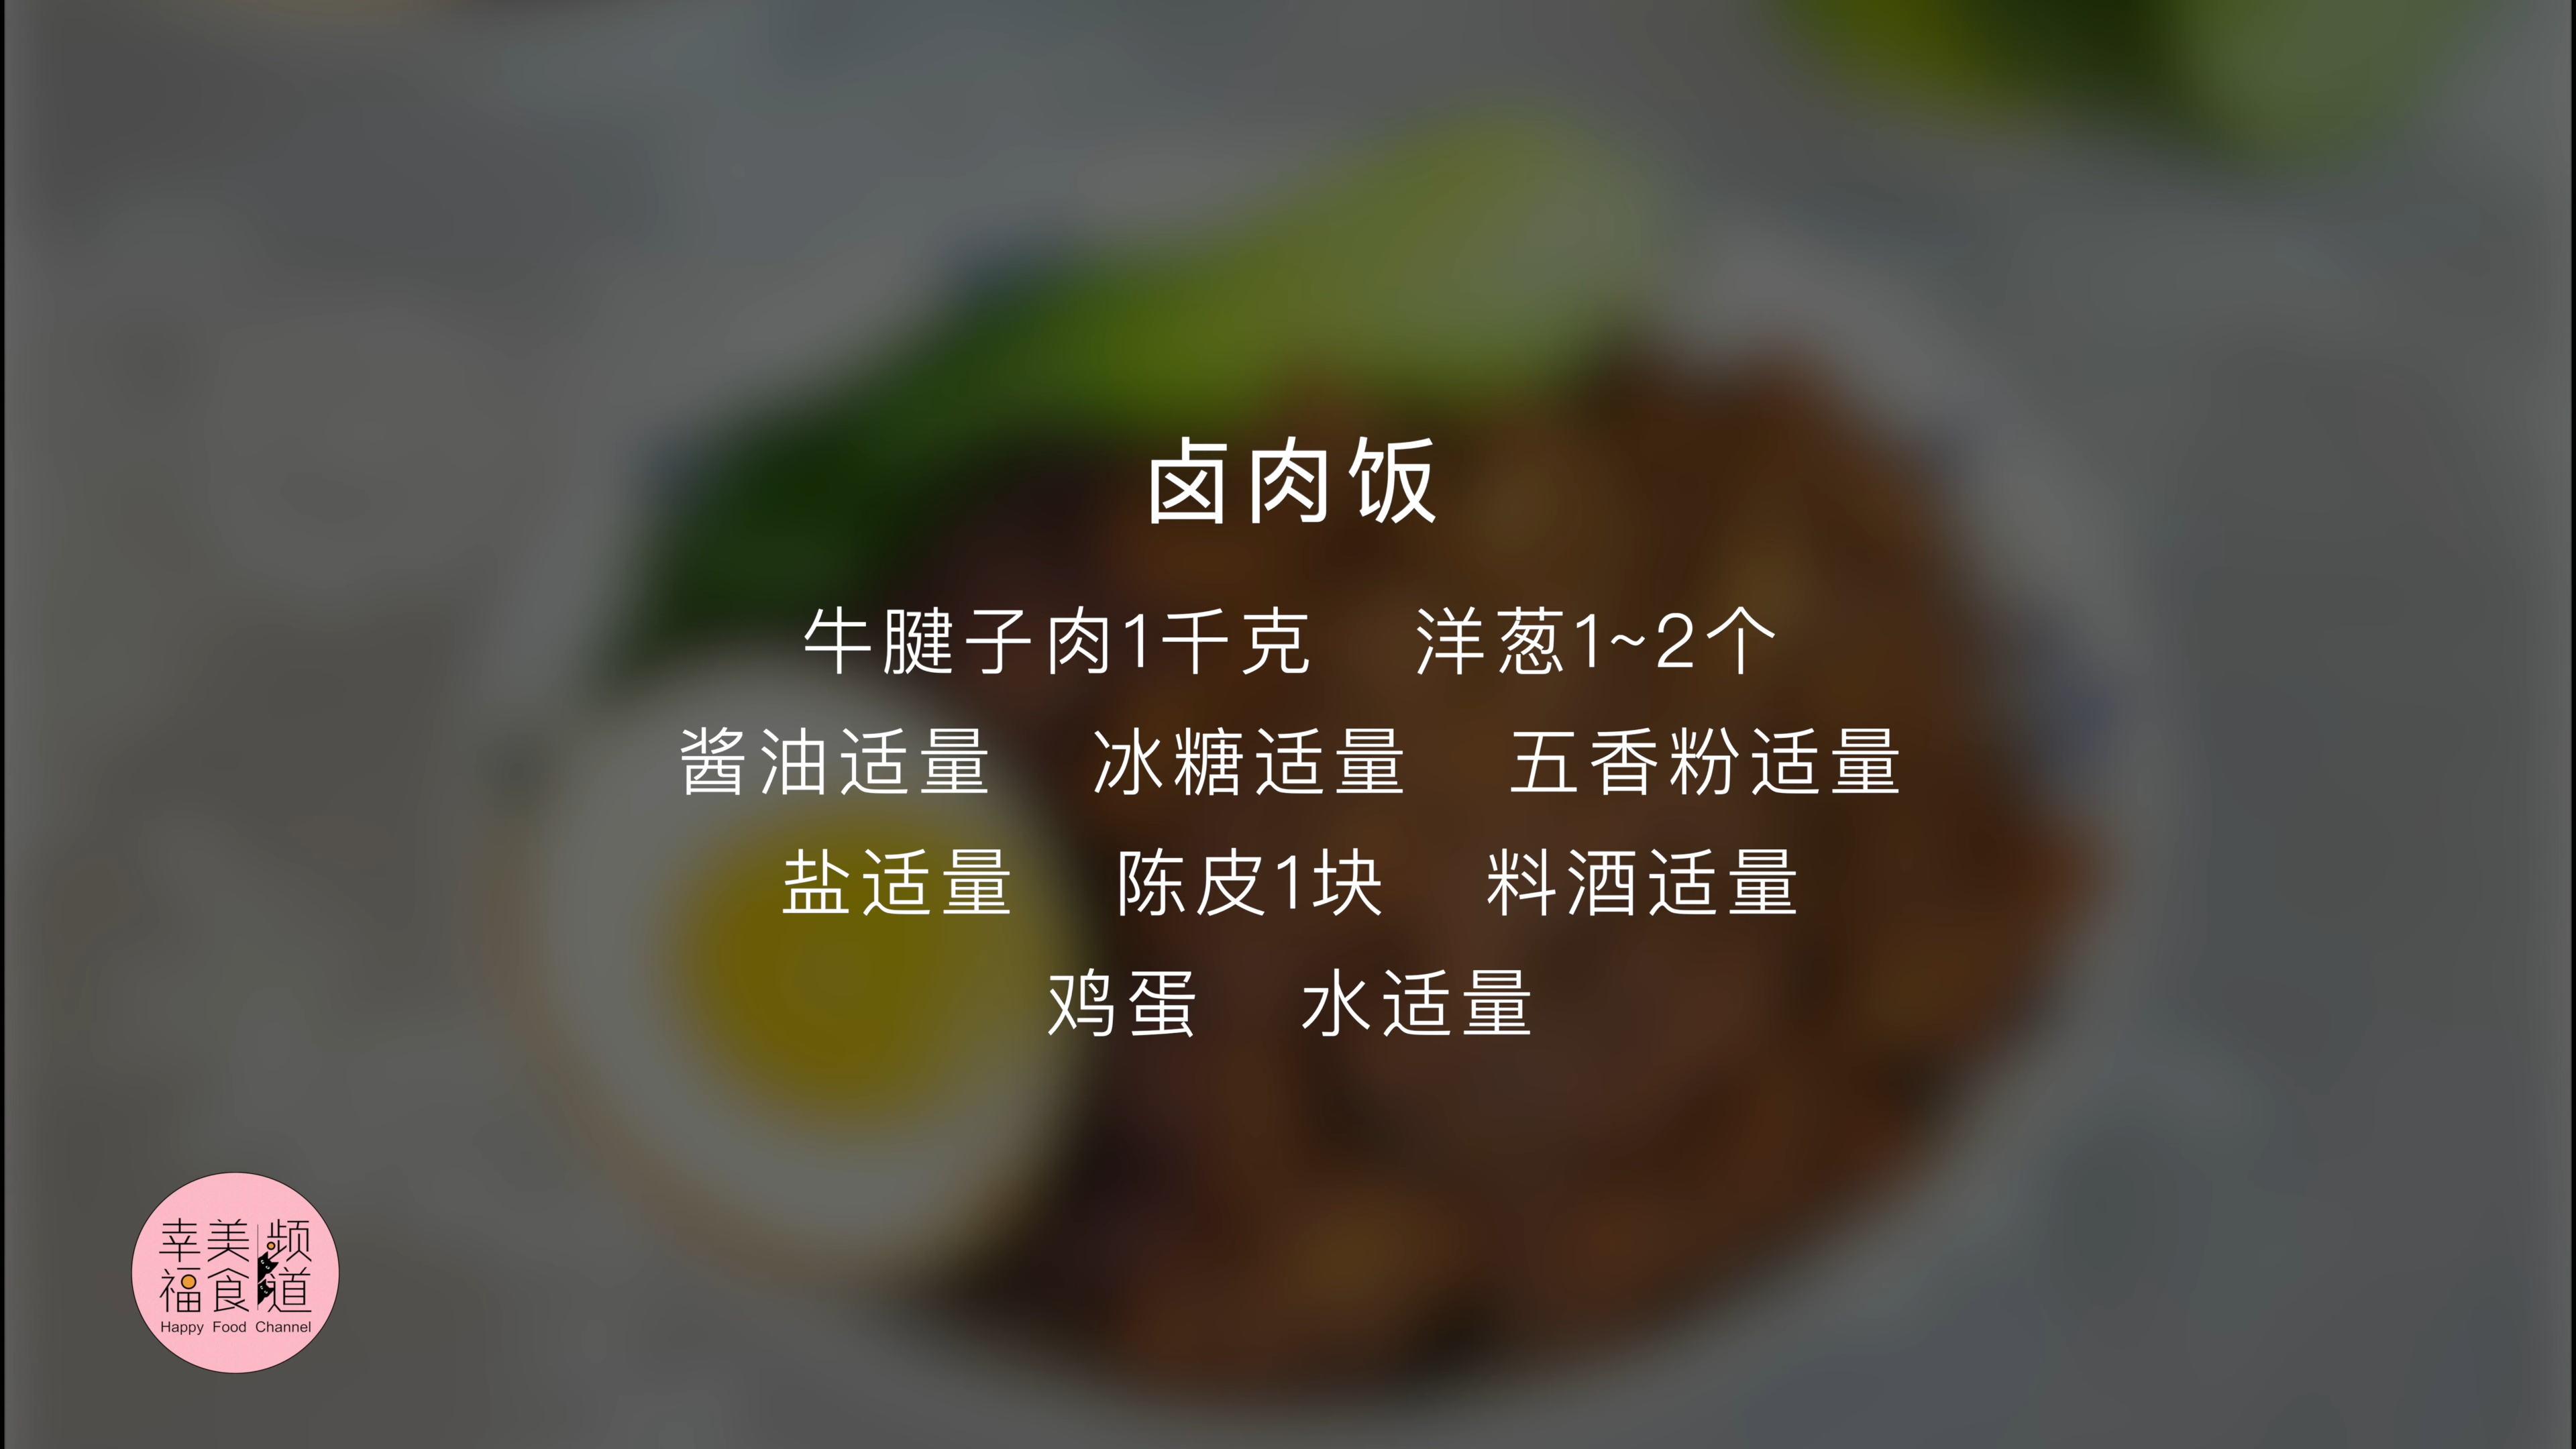 卤肉饭
牛腱子肉1千克 洋葱1~2个
酱油适量 冰糖适量 五香粉适量
盐适量 陈皮1块 料酒适量
鸡蛋 水适量
幸福美食频道
Happy Food Channel